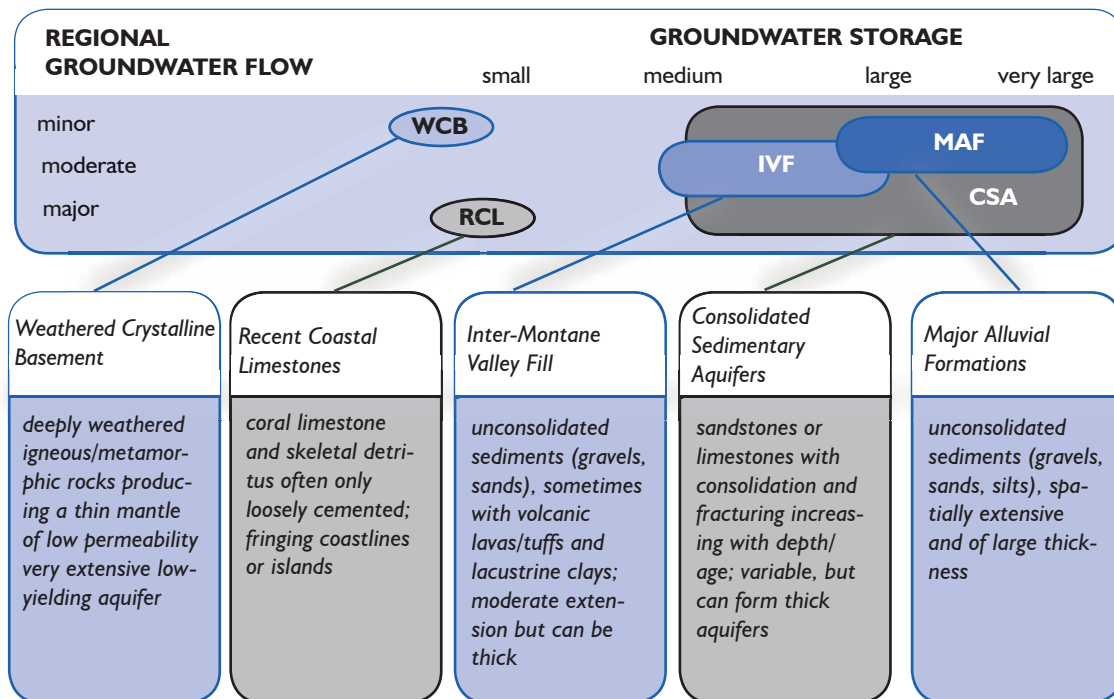 REGIONAL
GROUNDWATER FLOW
GROUNDWATER STORAGE
small
medium
large
very large
minor
moderate
major
WCB
RCL
IVF
MAF
CSA
Weathered Crystalline
Basement
deeply weathered
igneous/metamor-
phic rocks produc-
ing a thin mantle
of low permeability
very extensive low-
yielding aquifer
Recent Coastal
Limestones
coral limestone
and skeletal detri-
tus often only
loosely cemented;
fringing coastlines
or islands
Inter-Montane
Valley Fill
unconsolidated
sediments (gravels,
sands), sometimes
with volcanic
lavas/tuffs and
lacustrine clays;
moderate exten-
sion but can be
thick
Consolidated
Sedimentary
Aquifers
sandstones or
limestones with
consolidation and
fracturing increas-
ing with depth/
age; variable, but
can form thick
aquifers
Major Alluvial
Formations
unconsolidated
sediments (gravels,
sands, silts), spa-
tially extensive
and of large thick-
ness